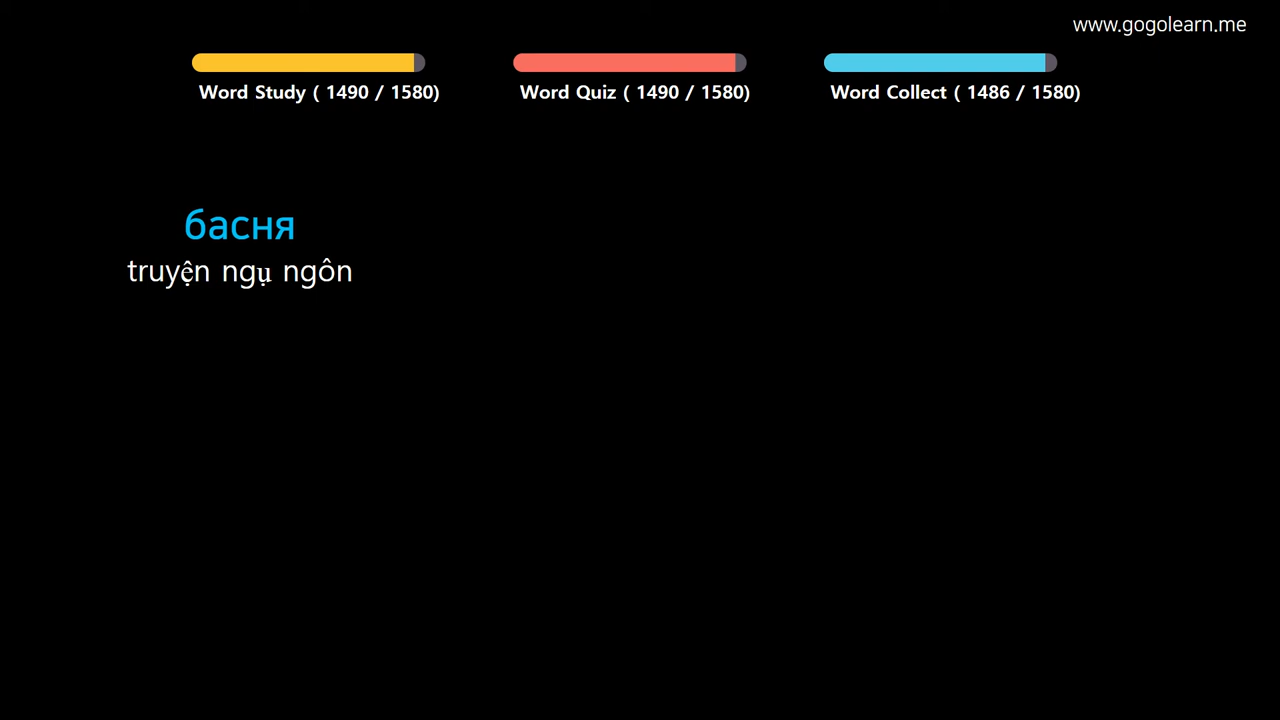 www.gogolearn.me
Word Study ( 1490 / 1580)
Word Quiz ( 1490 / 1580)
Word Collect ( 1486 / 1580)
басня
truyện ngụ ngôn